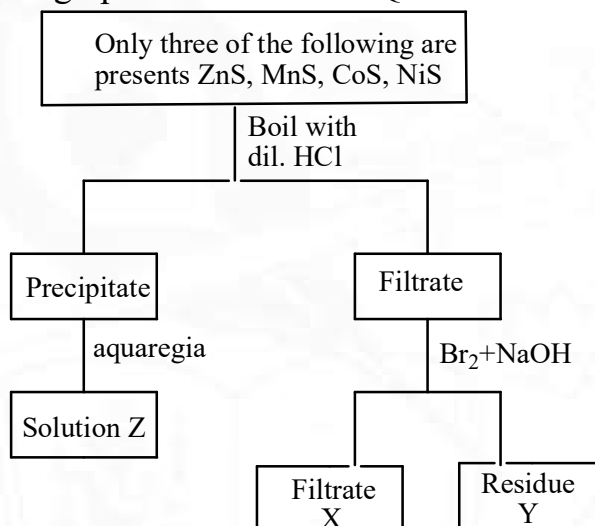 Only three of the following are
presents ZnS, MnS, CoS, NiS
Boil with
dil. HCl
Precipitate
Filtrate
aquaregia
Br₂+NaOH
Solution Z
Filtrate
X
Residue
Y